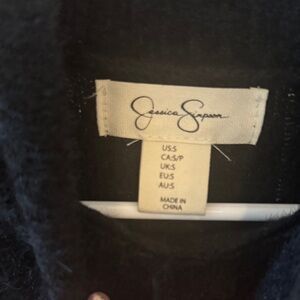 Jessica Simpson
US:S
CA:S/P
UK:S
EU:S
AU:S
MADE IN
CHINA